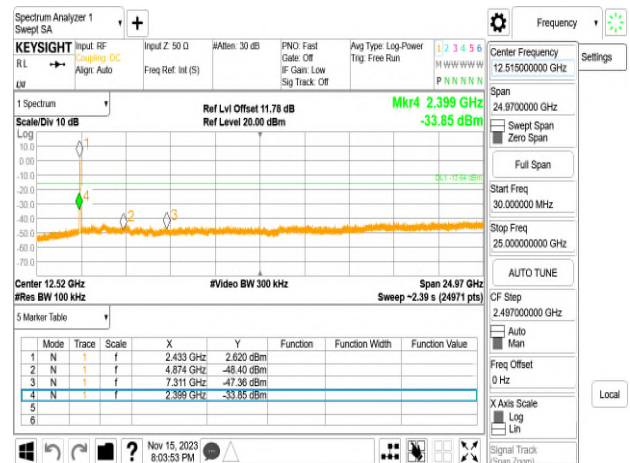 Spectrum Analyzer 1
Swept SA
+
Frequency
KEYSIGHT
RL
Input: RF
Coupling: DC
Align: Auto
Input Z: 50 Ω
Freq Ref: Int (S)
#Atten: 30 dB
PNO: Fast
Gate: Off
IF Gain: Low
Sig Track: Off
Avg Type: Log-Power
Trig: Free Run
1 2 3 4 5 6
M W W W W W
P N N N N N
1 Spectrum
Scale/Div 10 dB
Ref Lvl Offset 11.78 dB
Ref Level 20.00 dBm
Mkr4 2.399 GHz
-33.85 dBm
Log
10.0
0.00
-10.0
-20.0
-30.0
-40.0
-50.0
-60.0
-70.0
1
4
2
3
Center 12.52 GHz
#Res BW 100 kHz
#Video BW 300 kHz
Span 24.97 GHz
Sweep ~2.39 s (24971 pts)
5 Marker Table
Mode Trace Scale X Y Function Function Width Function Value
1 N 1 f 2.433 GHz 2.620 dBm
2 N 1 f 4.874 GHz -48.40 dBm
3 N 1 f 7.311 GHz -47.36 dBm
4 N 1 f 2.399 GHz -33.85 dBm
5
6
?
Nov 15, 2023
8:03:53 PM
Center Frequency
12.515000000 GHz
Span
24.9700000 GHz
Swept Span
Zero Span
Full Span
Start Freq
30.000000 MHz
Stop Freq
25.000000000 GHz
AUTO TUNE
CF Step
2.497000000 GHz
Auto
Man
Freq Offset
0 Hz
X Axis Scale
Log
Lin
Signal Track
(Span Zoom)
Settings
Local